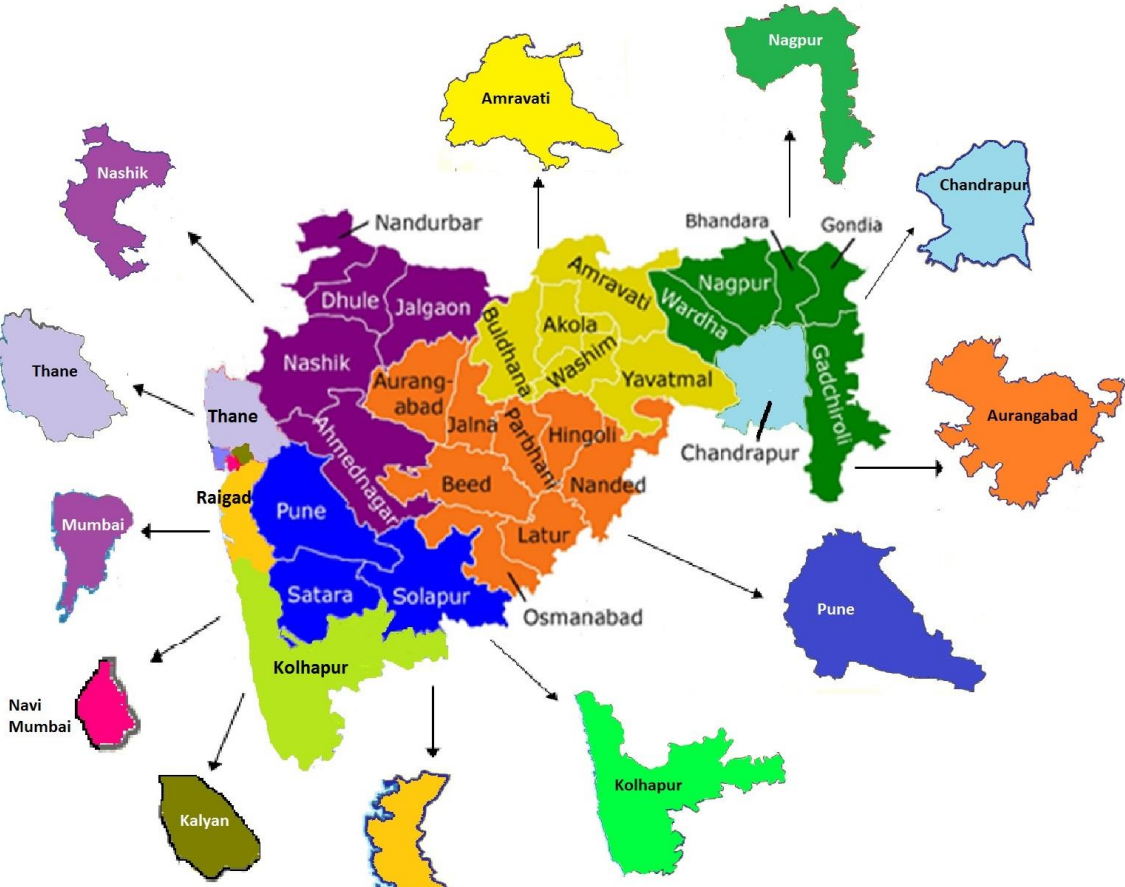 Nagpur
Amravati
Nashik
Chandrapur
Nandurbar
Bhandara
Gondia
Amravati
Nagpur
Dhule
Jalgaon
Wardha
Akola
Buldhana
Washim
Nashik
Yavatmal
Gadchiroli
Thane
Aurang-
abad
Thane
Aurangabad
Jalna
Parbhani
Hingoli
Ahmednagar
Chandrapur
Raigad
Beed
Nanded
Pune
Mumbai
Latur
Satara
Solapur
Osmanabad
Pune
Kolhapur
Navi
Mumbai
Kolhapur
Kalyan